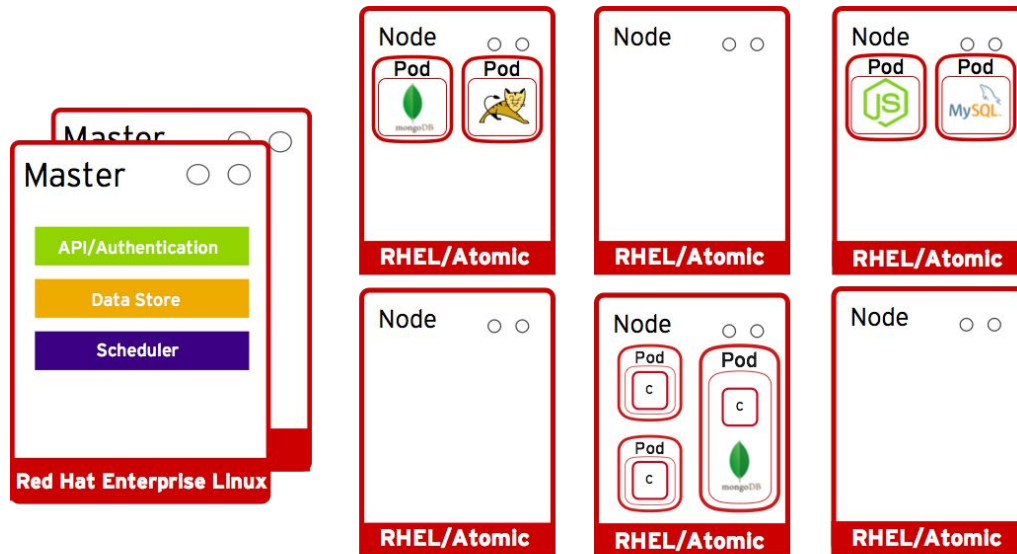 Master
Master
API/Authentication
Data Store
Scheduler
Red Hat Enterprise Linux
Node
Pod
mongoDB
Pod
RHEL/Atomic
Node
RHEL/Atomic
Node
Pod
JS
Pod
MySQL
RHEL/Atomic
Node
RHEL/Atomic
Node
Pod
C
Pod
C
Pod
C
mongoDB
RHEL/Atomic
Node
RHEL/Atomic